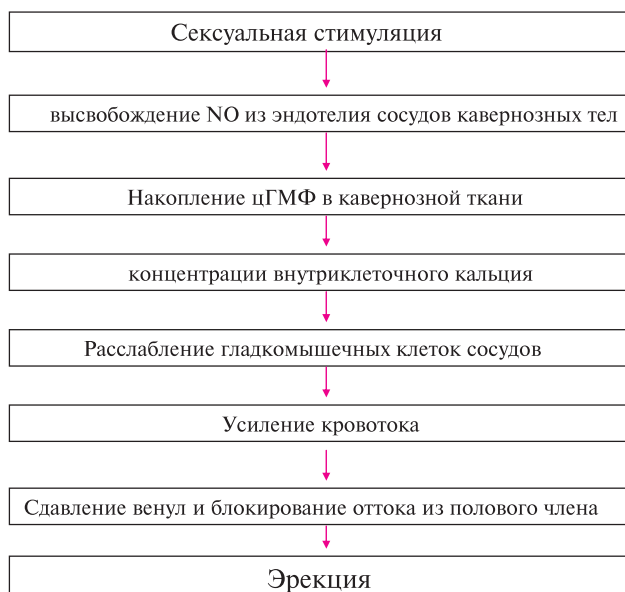 Сексуальная стимуляция
высвобождение NO из эндотелия сосудов кавернозных тел
Накопление цГМФ в кавернозной ткани
концентрации внутриклеточного кальция
Расслабление гладкомышечных клеток сосудов
Усиление кровотока
Сдавление венул и блокирование оттока из полового члена
Эрекция